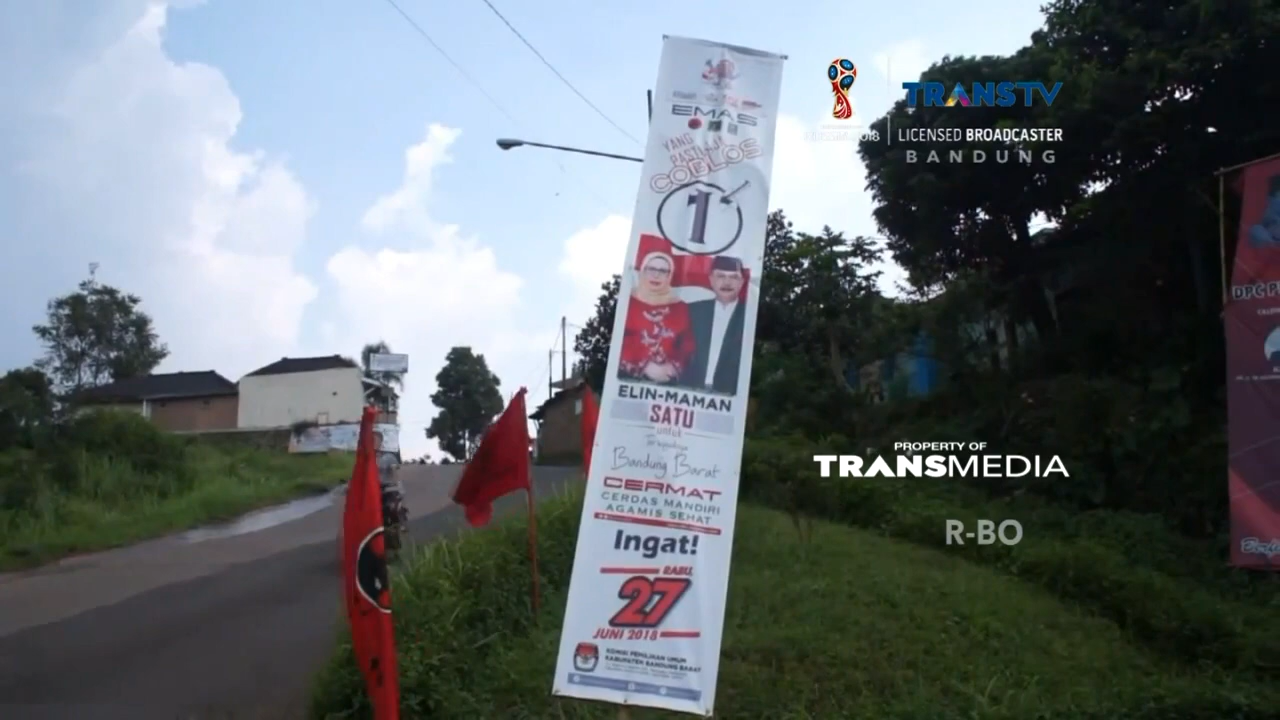 EMAS
YANG
PASTI
COBLOS
1
ELIN-MAMAN
SATU
untuk
Bandung Barat
CERMAT
CERDAS MANDIRI
AGAMIS SEHAT
Ingat!
RABU,
27
JUNI 2018
KOMISI PEMILIHAN UMUM
KABUPATEN BANDUNG BARAT
TRANSTV
LICENSED BROADCASTER
BANDUNG
DPC
PROPERTY OF
TRANSMEDIA
R-BO